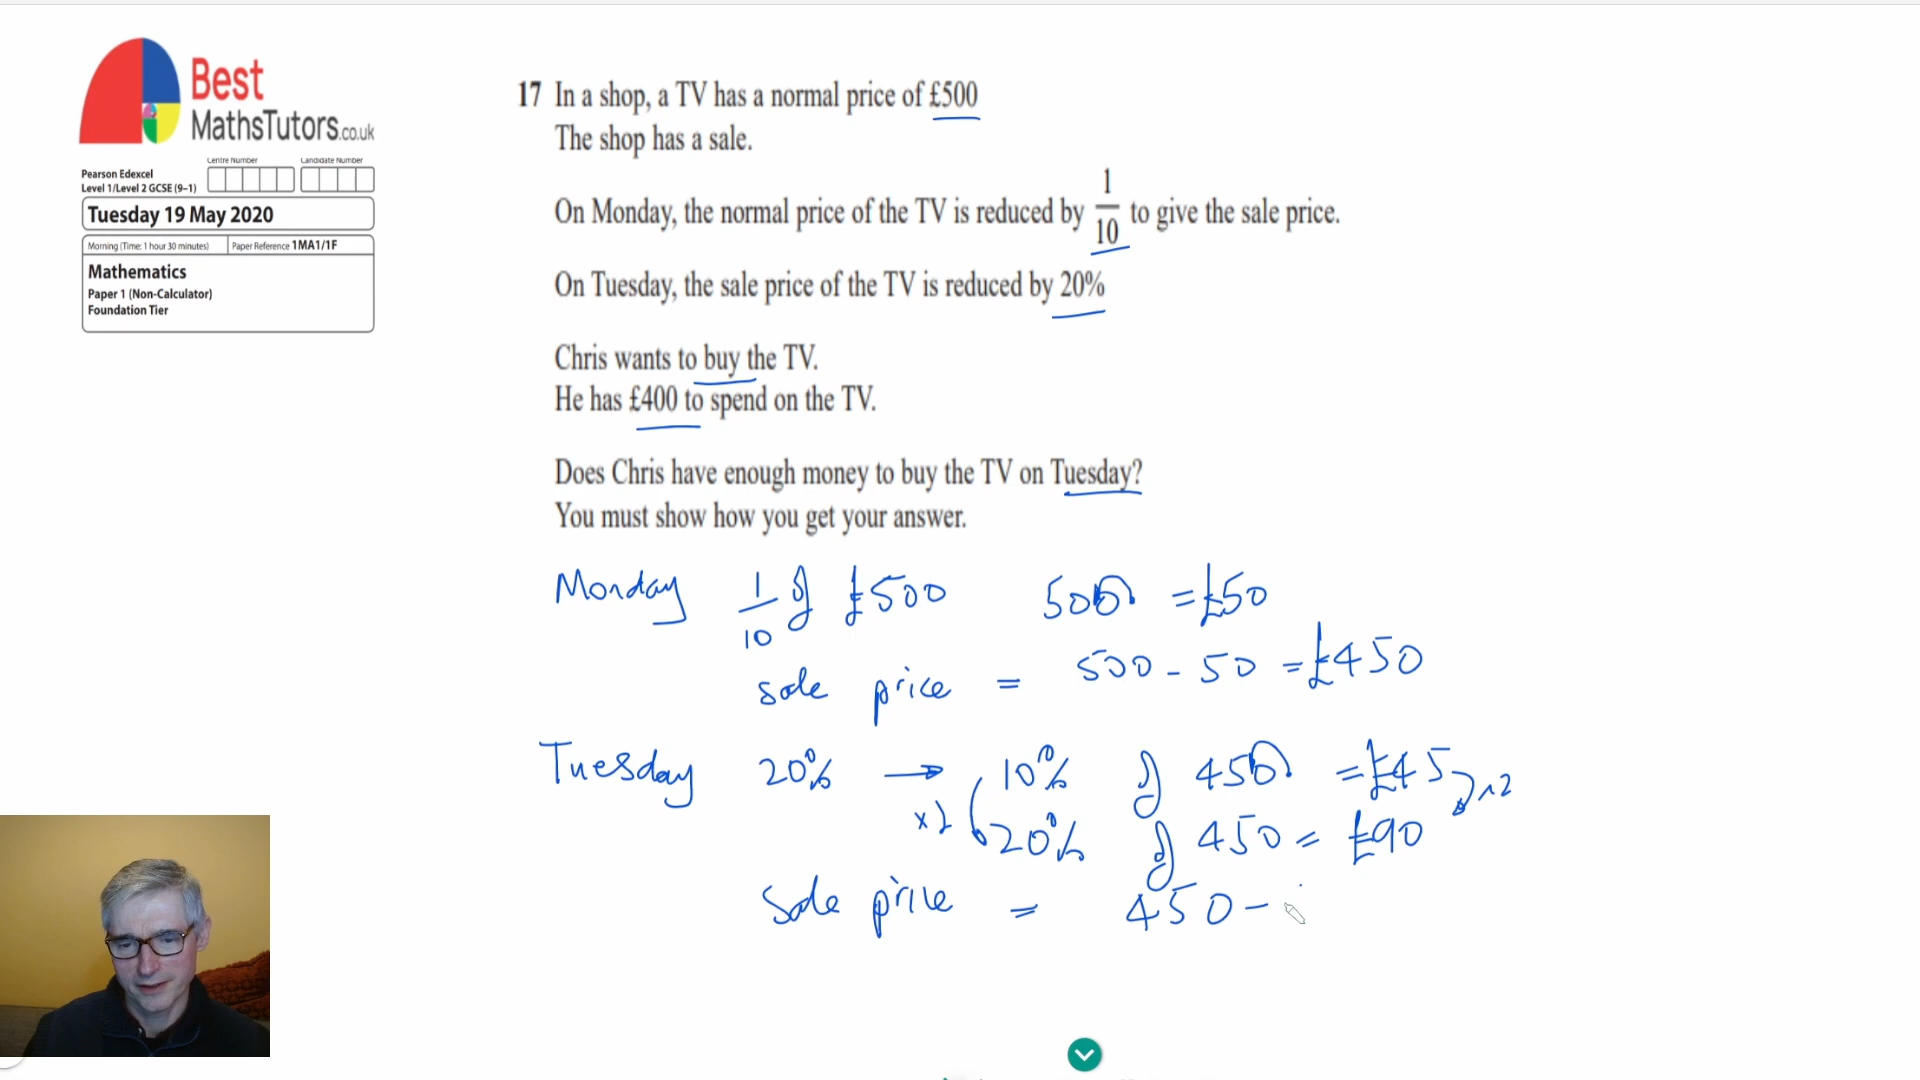 Best
MathsTutors.co.uk
Centre Number Candidate Number
Pearson Edexcel
Level 1/Level 2 GCSE (9–1)
Tuesday 19 May 2020
Morning (Time: 1 hour 30 minutes) Paper Reference 1MA1/1F
Mathematics
Paper 1 (Non-Calculator)
Foundation Tier
17 In a shop, a TV has a normal price of £500
The shop has a sale.
On Monday, the normal price of the TV is reduced by 1/10 to give the sale price.
On Tuesday, the sale price of the TV is reduced by 20%
Chris wants to buy the TV.
He has £400 to spend on the TV.
Does Chris have enough money to buy the TV on Tuesday?
You must show how you get your answer.
Monday 1/10 of £500 500 = £50
sale price = 500 - 50 = £450
Tuesday 20% → 10% of 450 = £45
×2 20% of 450 = £90 ×2
Sale price = 450 -